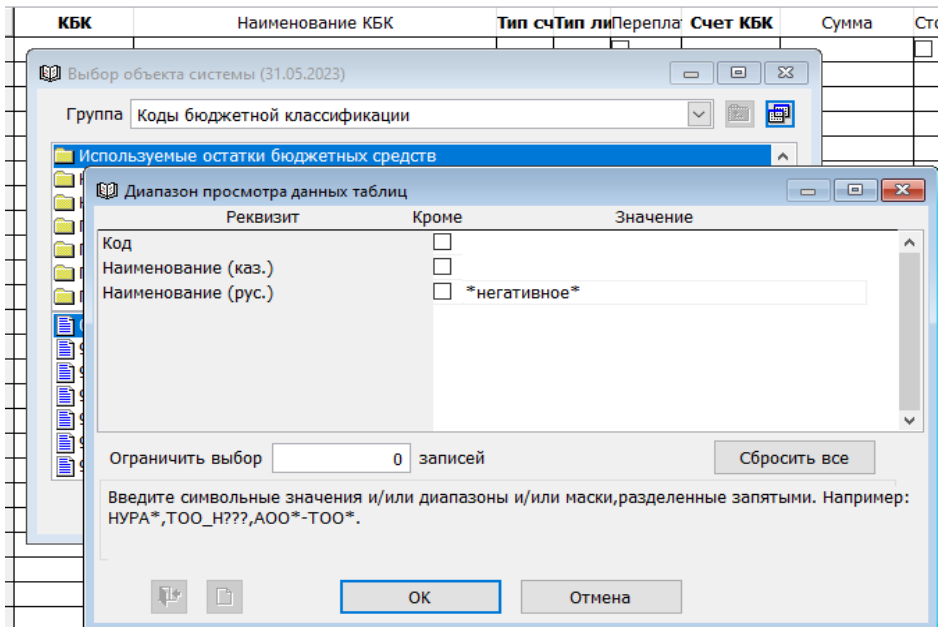 КБК Наименование КБК Тип сч Тип ли Перепла Счет КБК Сумма Сто
Выбор объекта системы (31.05.2023)
Группа Коды бюджетной классификации
Используемые остатки бюджетных средств
Диапазон просмотра данных таблиц
Реквизит Кроме Значение
Код
Наименование (каз.)
Наименование (рус.) *негативное*
Ограничить выбор 0 записей Сбросить все
Введите символьные значения и/или диапазоны и/или маски,разделенные запятыми. Например:
НУРА*,ТОО_Н???,АОО*-ТОО*.
ОК Отмена